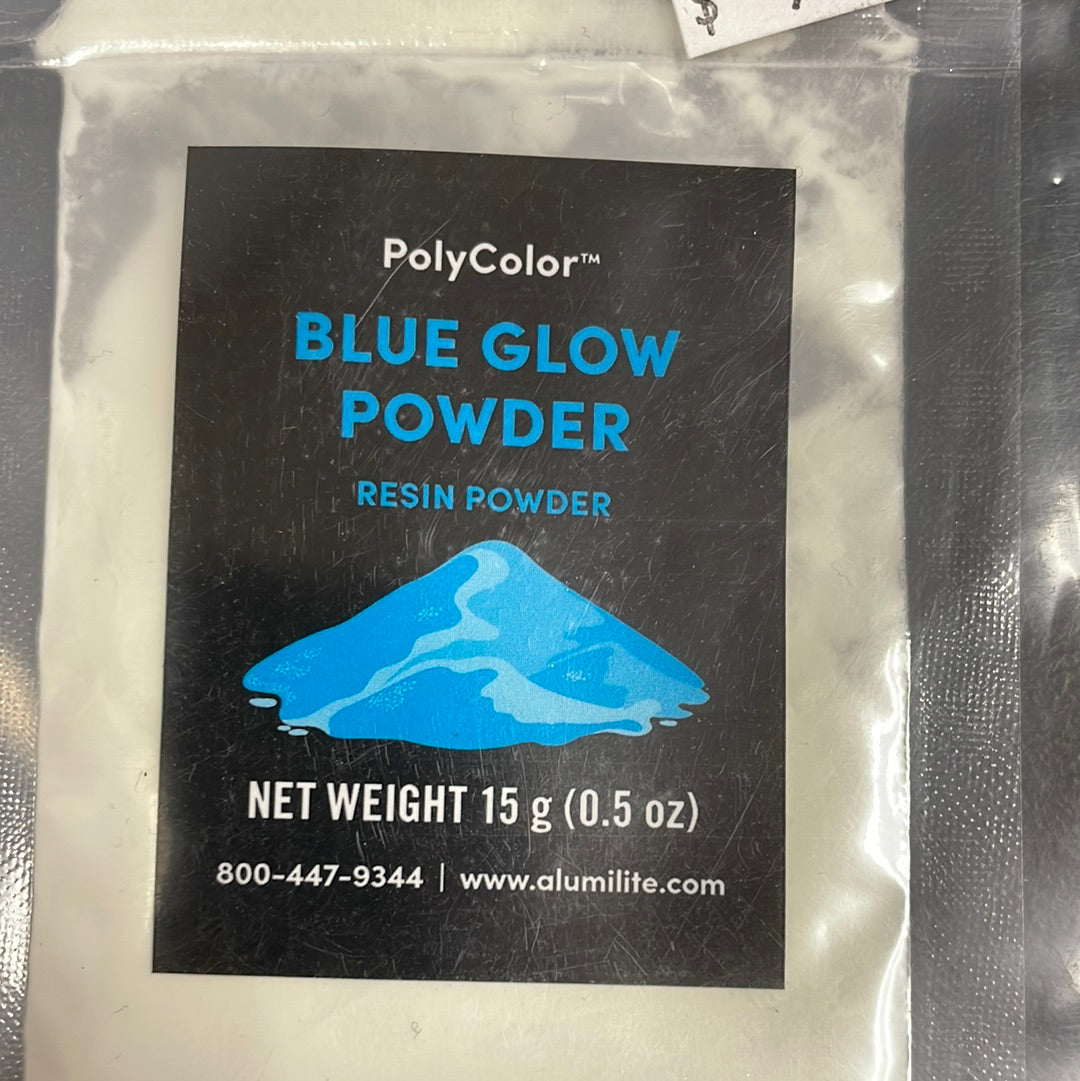 $
PolyColor™
BLUE GLOW
POWDER
RESIN POWDER
NET WEIGHT 15 g (0.5 oz)
800-447-9344 | www.alumilite.com